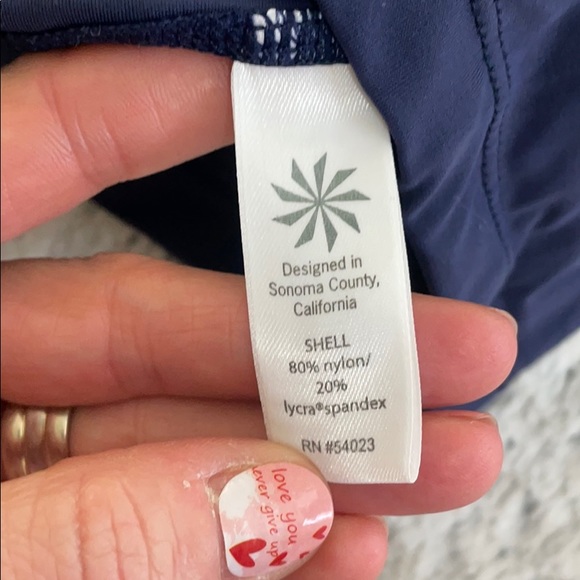 Designed in
Sonoma County,
California
SHELL
80% nylon/
20%
lycra®spandex
RN #54023
love you
never give up